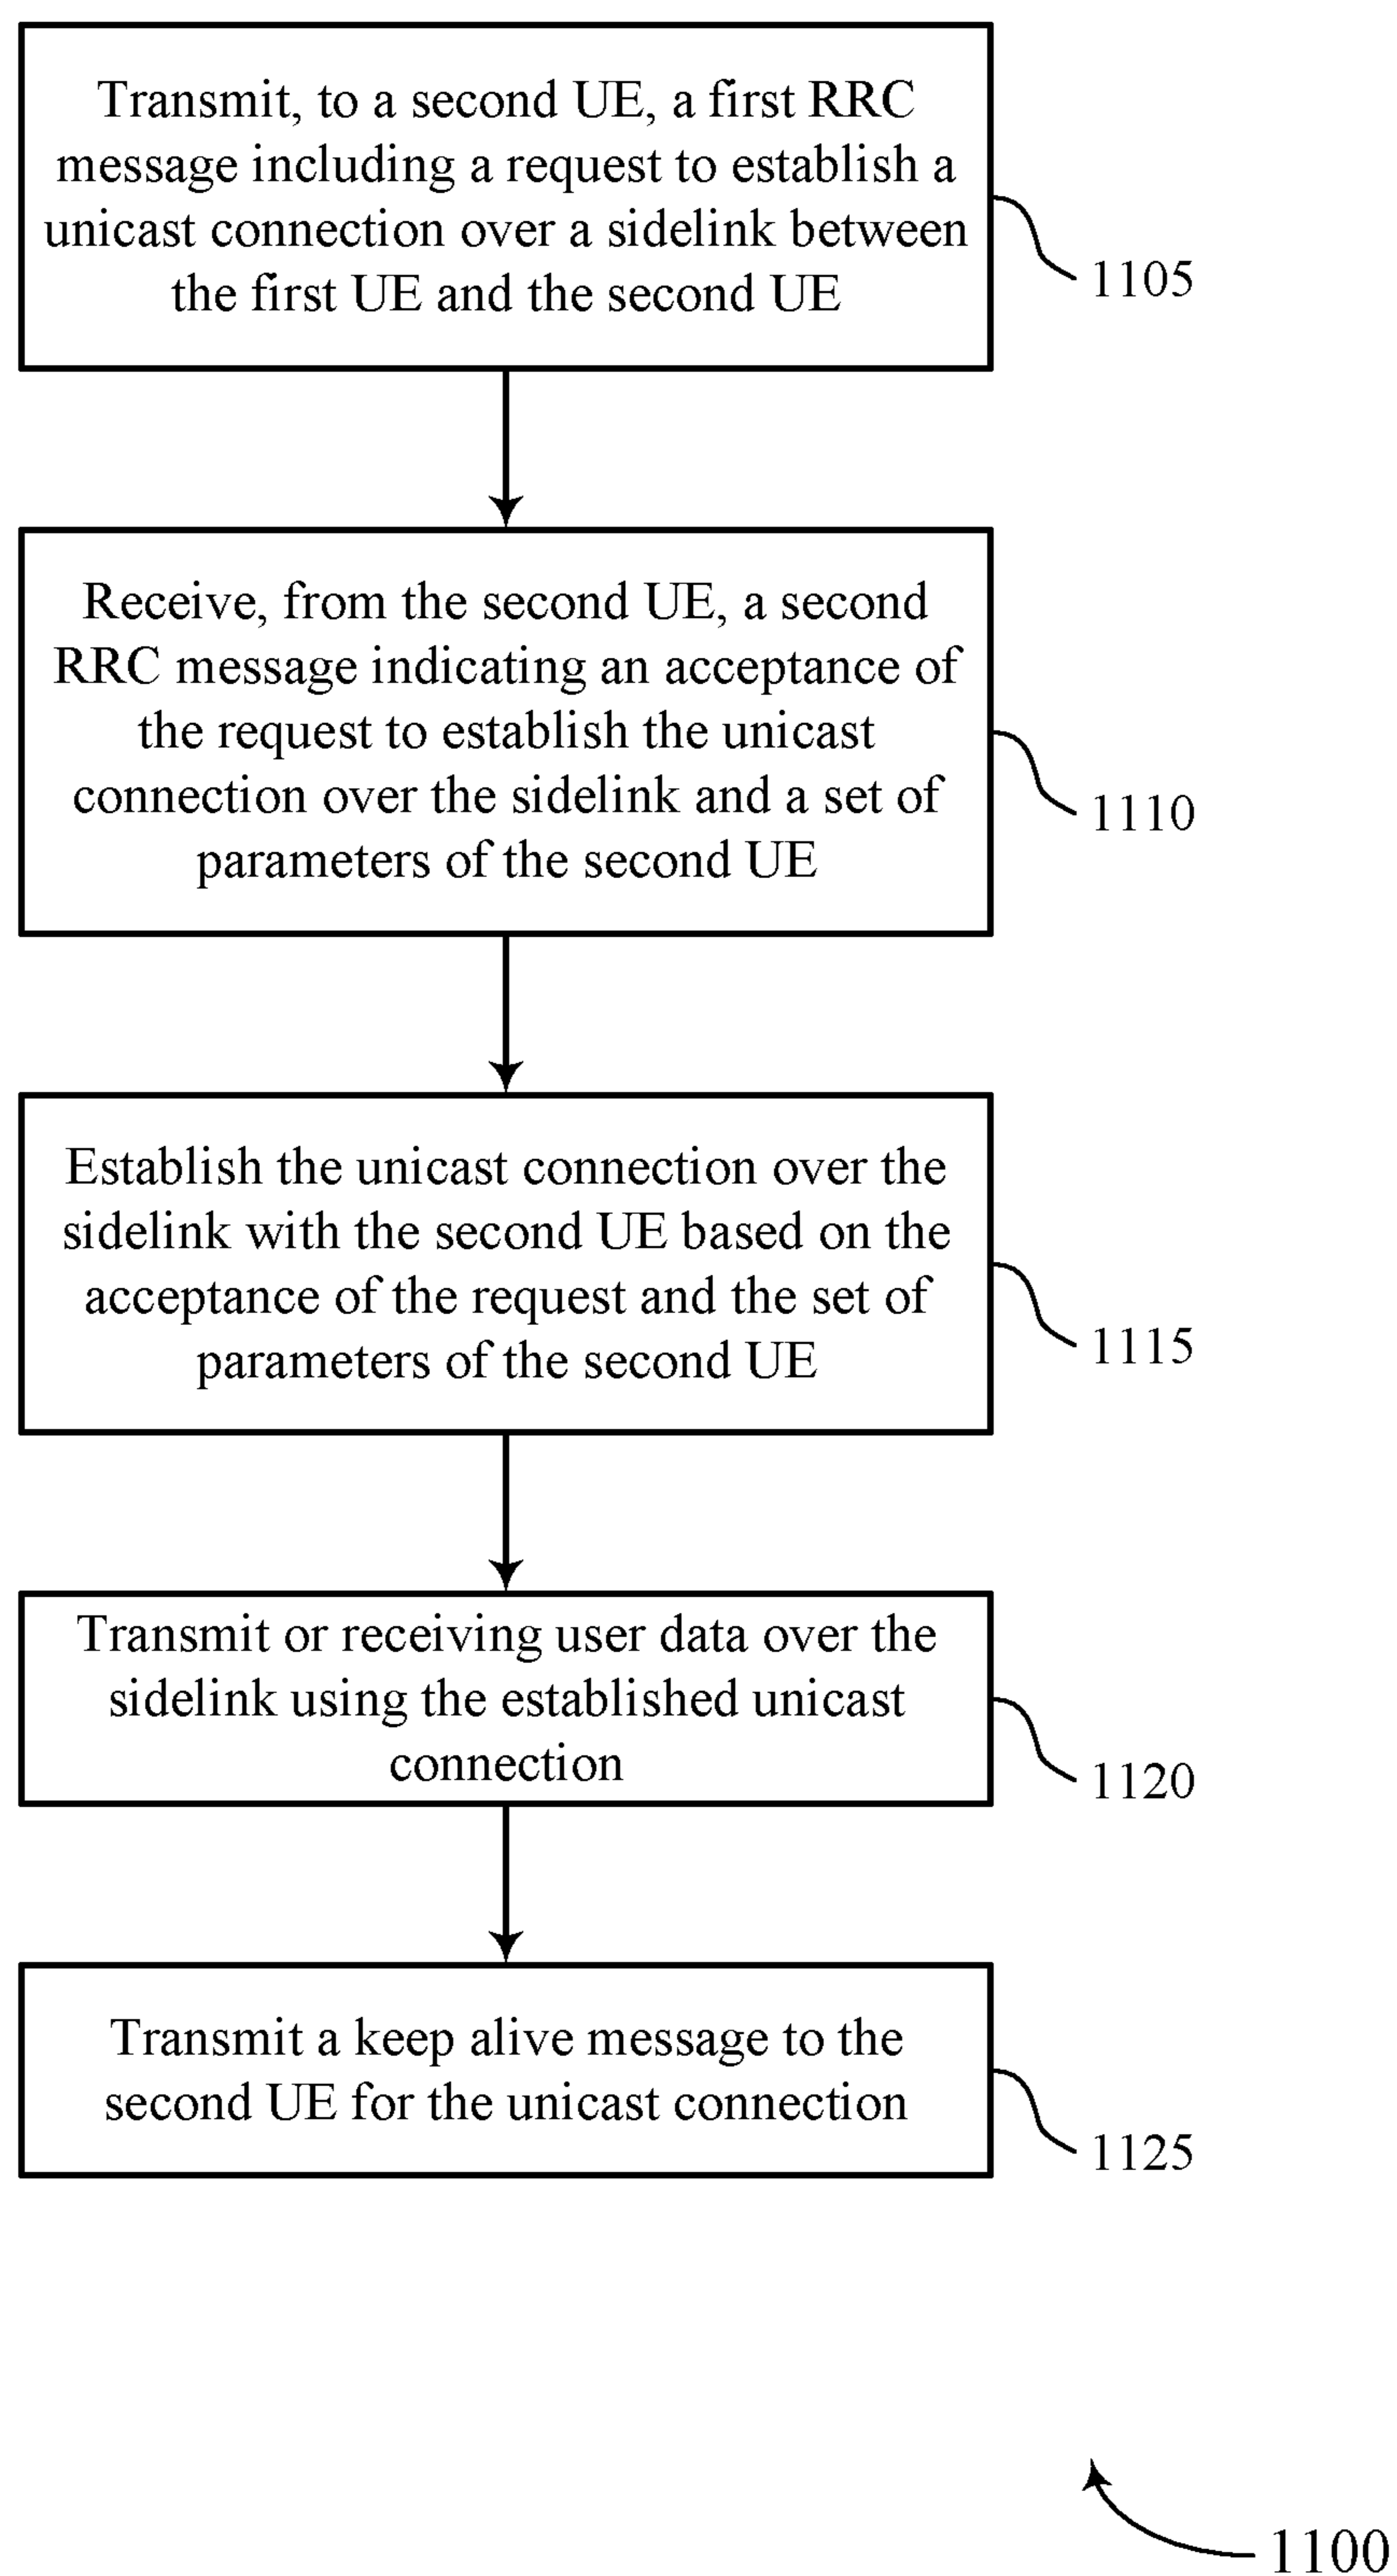 Transmit, to a second UE, a first RRC
message including a request to establish a
unicast connection over a sidelink between
the first UE and the second UE
1105
Receive, from the second UE, a second
RRC message indicating an acceptance of
the request to establish the unicast
connection over the sidelink and a set of
parameters of the second UE
1110
Establish the unicast connection over the
sidelink with the second UE based on the
acceptance of the request and the set of
parameters of the second UE
1115
Transmit or receiving user data over the
sidelink using the established unicast
connection
1120
Transmit a keep alive message to the
second UE for the unicast connection
1125
1100